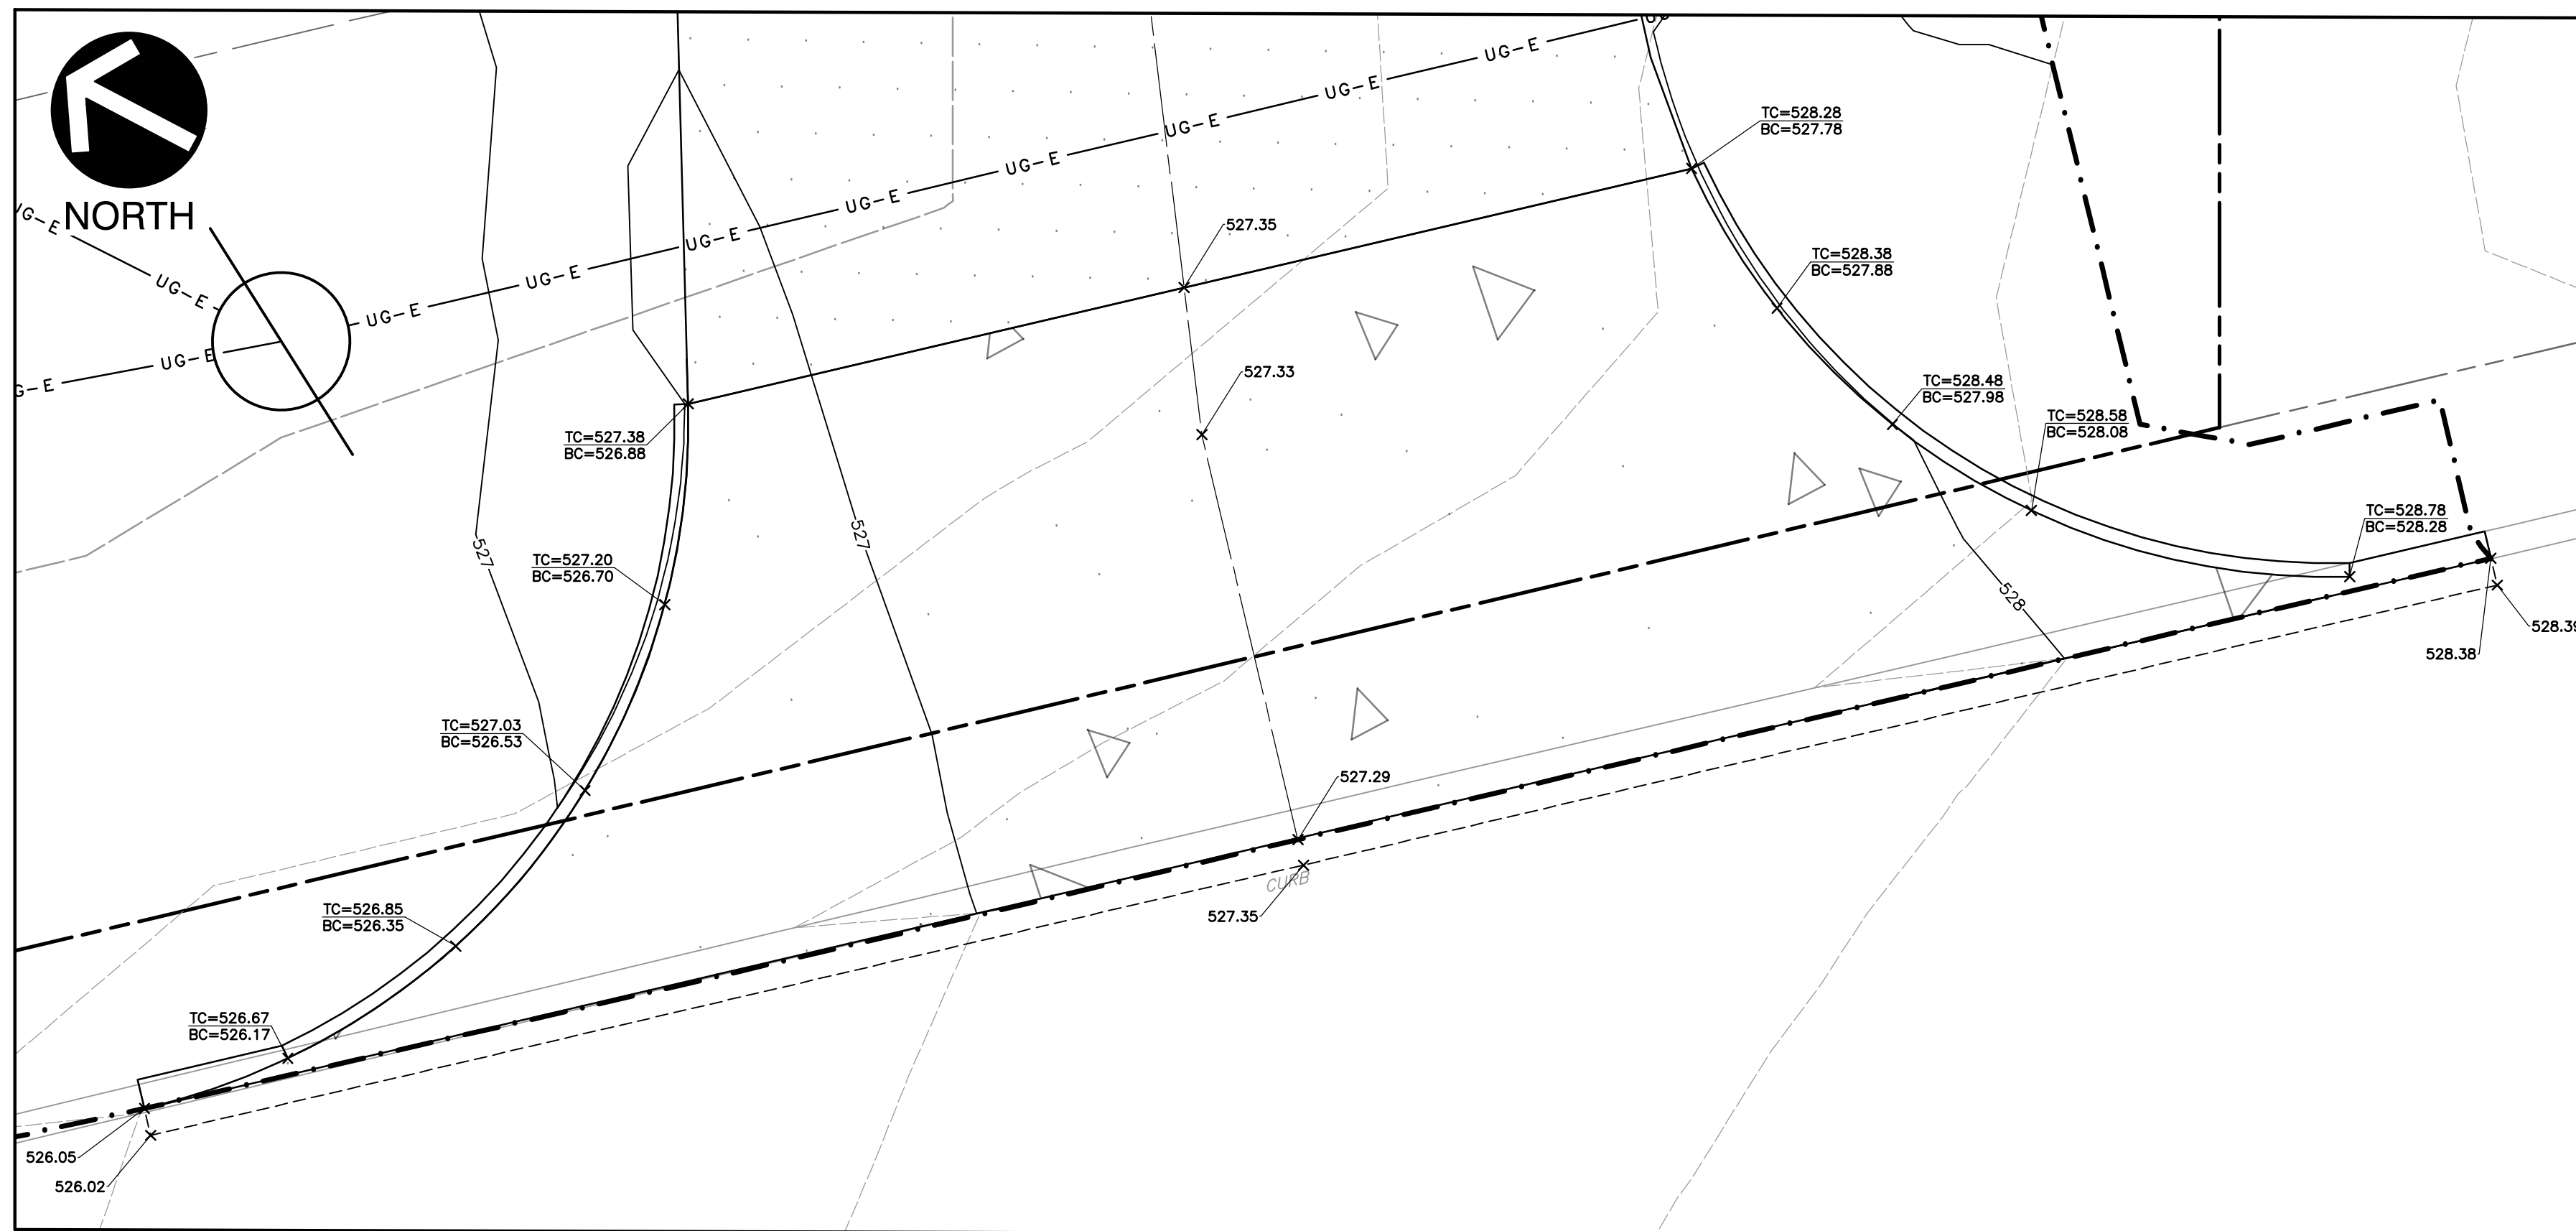 UG-E
UG-E
UG-E
UG-E
UG-E
UG-E
UG-E
UG-E
UG-E
UG-E
UG-E
NORTH
UG-E
G-E
TC=528.28
BC=527.78
527.35
TC=528.38
BC=527.88
527.33
TC=528.48
BC=527.98
TC=528.58
BC=528.08
TC=527.38
BC=526.88
TC=528.78
BC=528.28
527
527
TC=527.20
BC=526.70
528
528.39
528.38
TC=527.03
BC=526.53
527.29
CURB
527.35
TC=526.85
BC=526.35
TC=526.67
BC=526.17
526.05
526.02